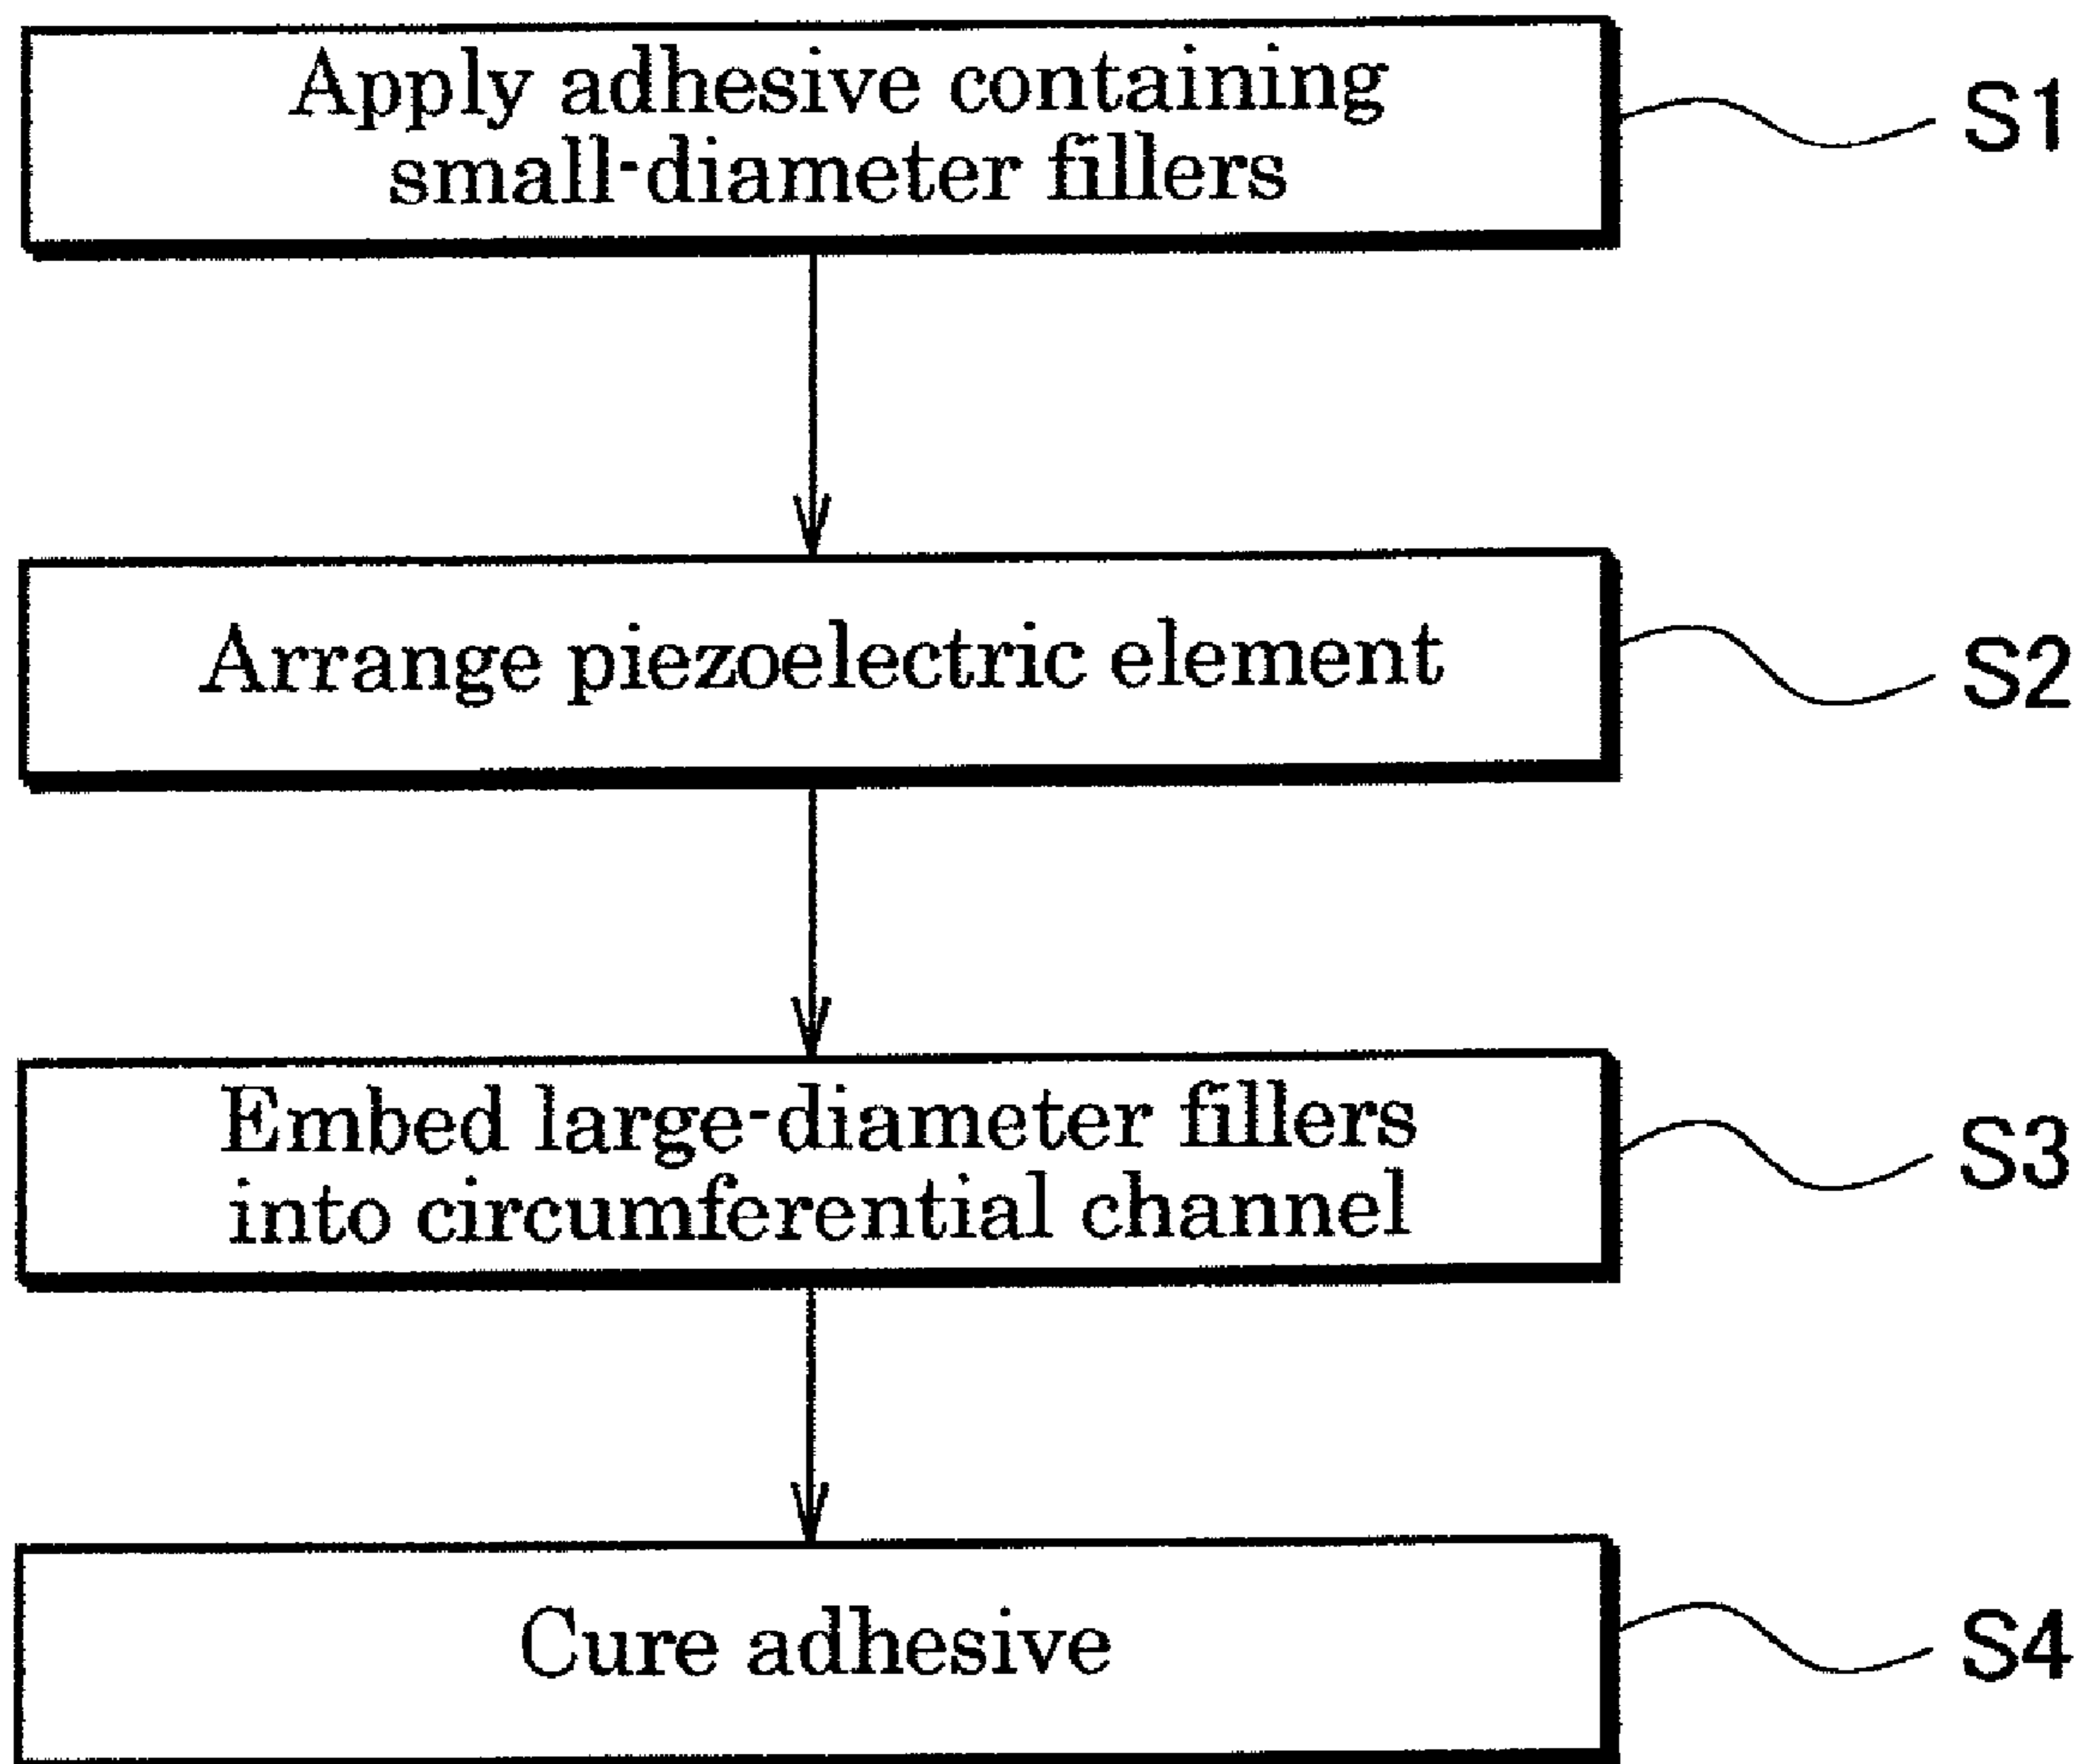 Apply adhesive containing
small-diameter fillers
S1
Arrange piezoelectric element
S2
Embed large-diameter fillers
into circumferential channel
S3
Cure adhesive
S4